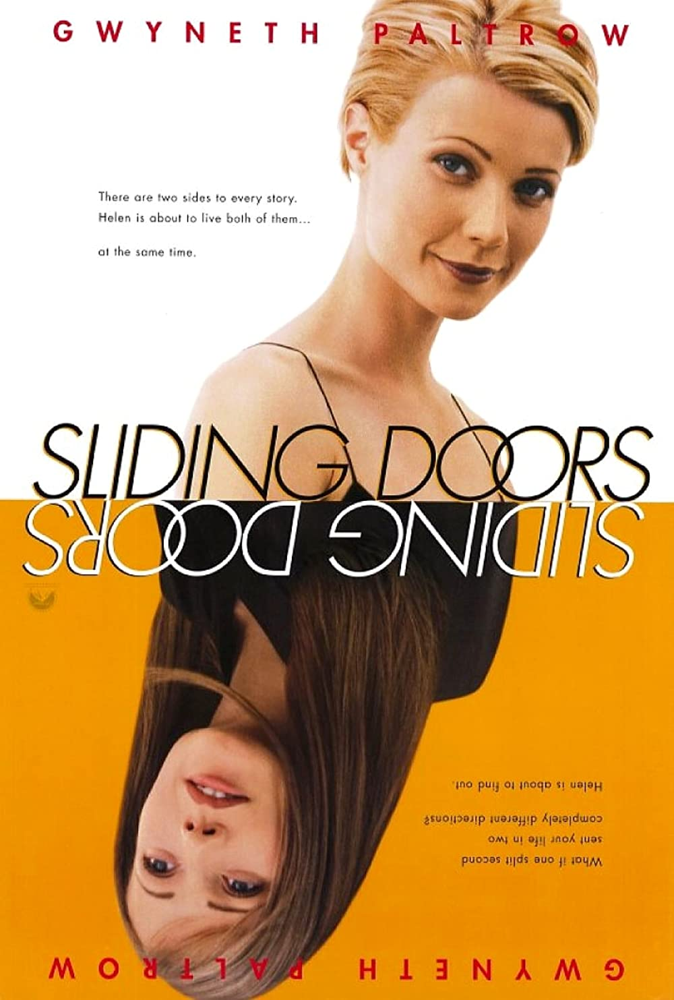 GWYNETH PALTROW
There are two sides to every story.
Helen is about to live both of them...
at the same time.
SLIDING DOORS
SLIDING DOORS
What if one split second
sent your life in two
completely different directions?
Helen is about to find out.
GWYNETH PALTROW